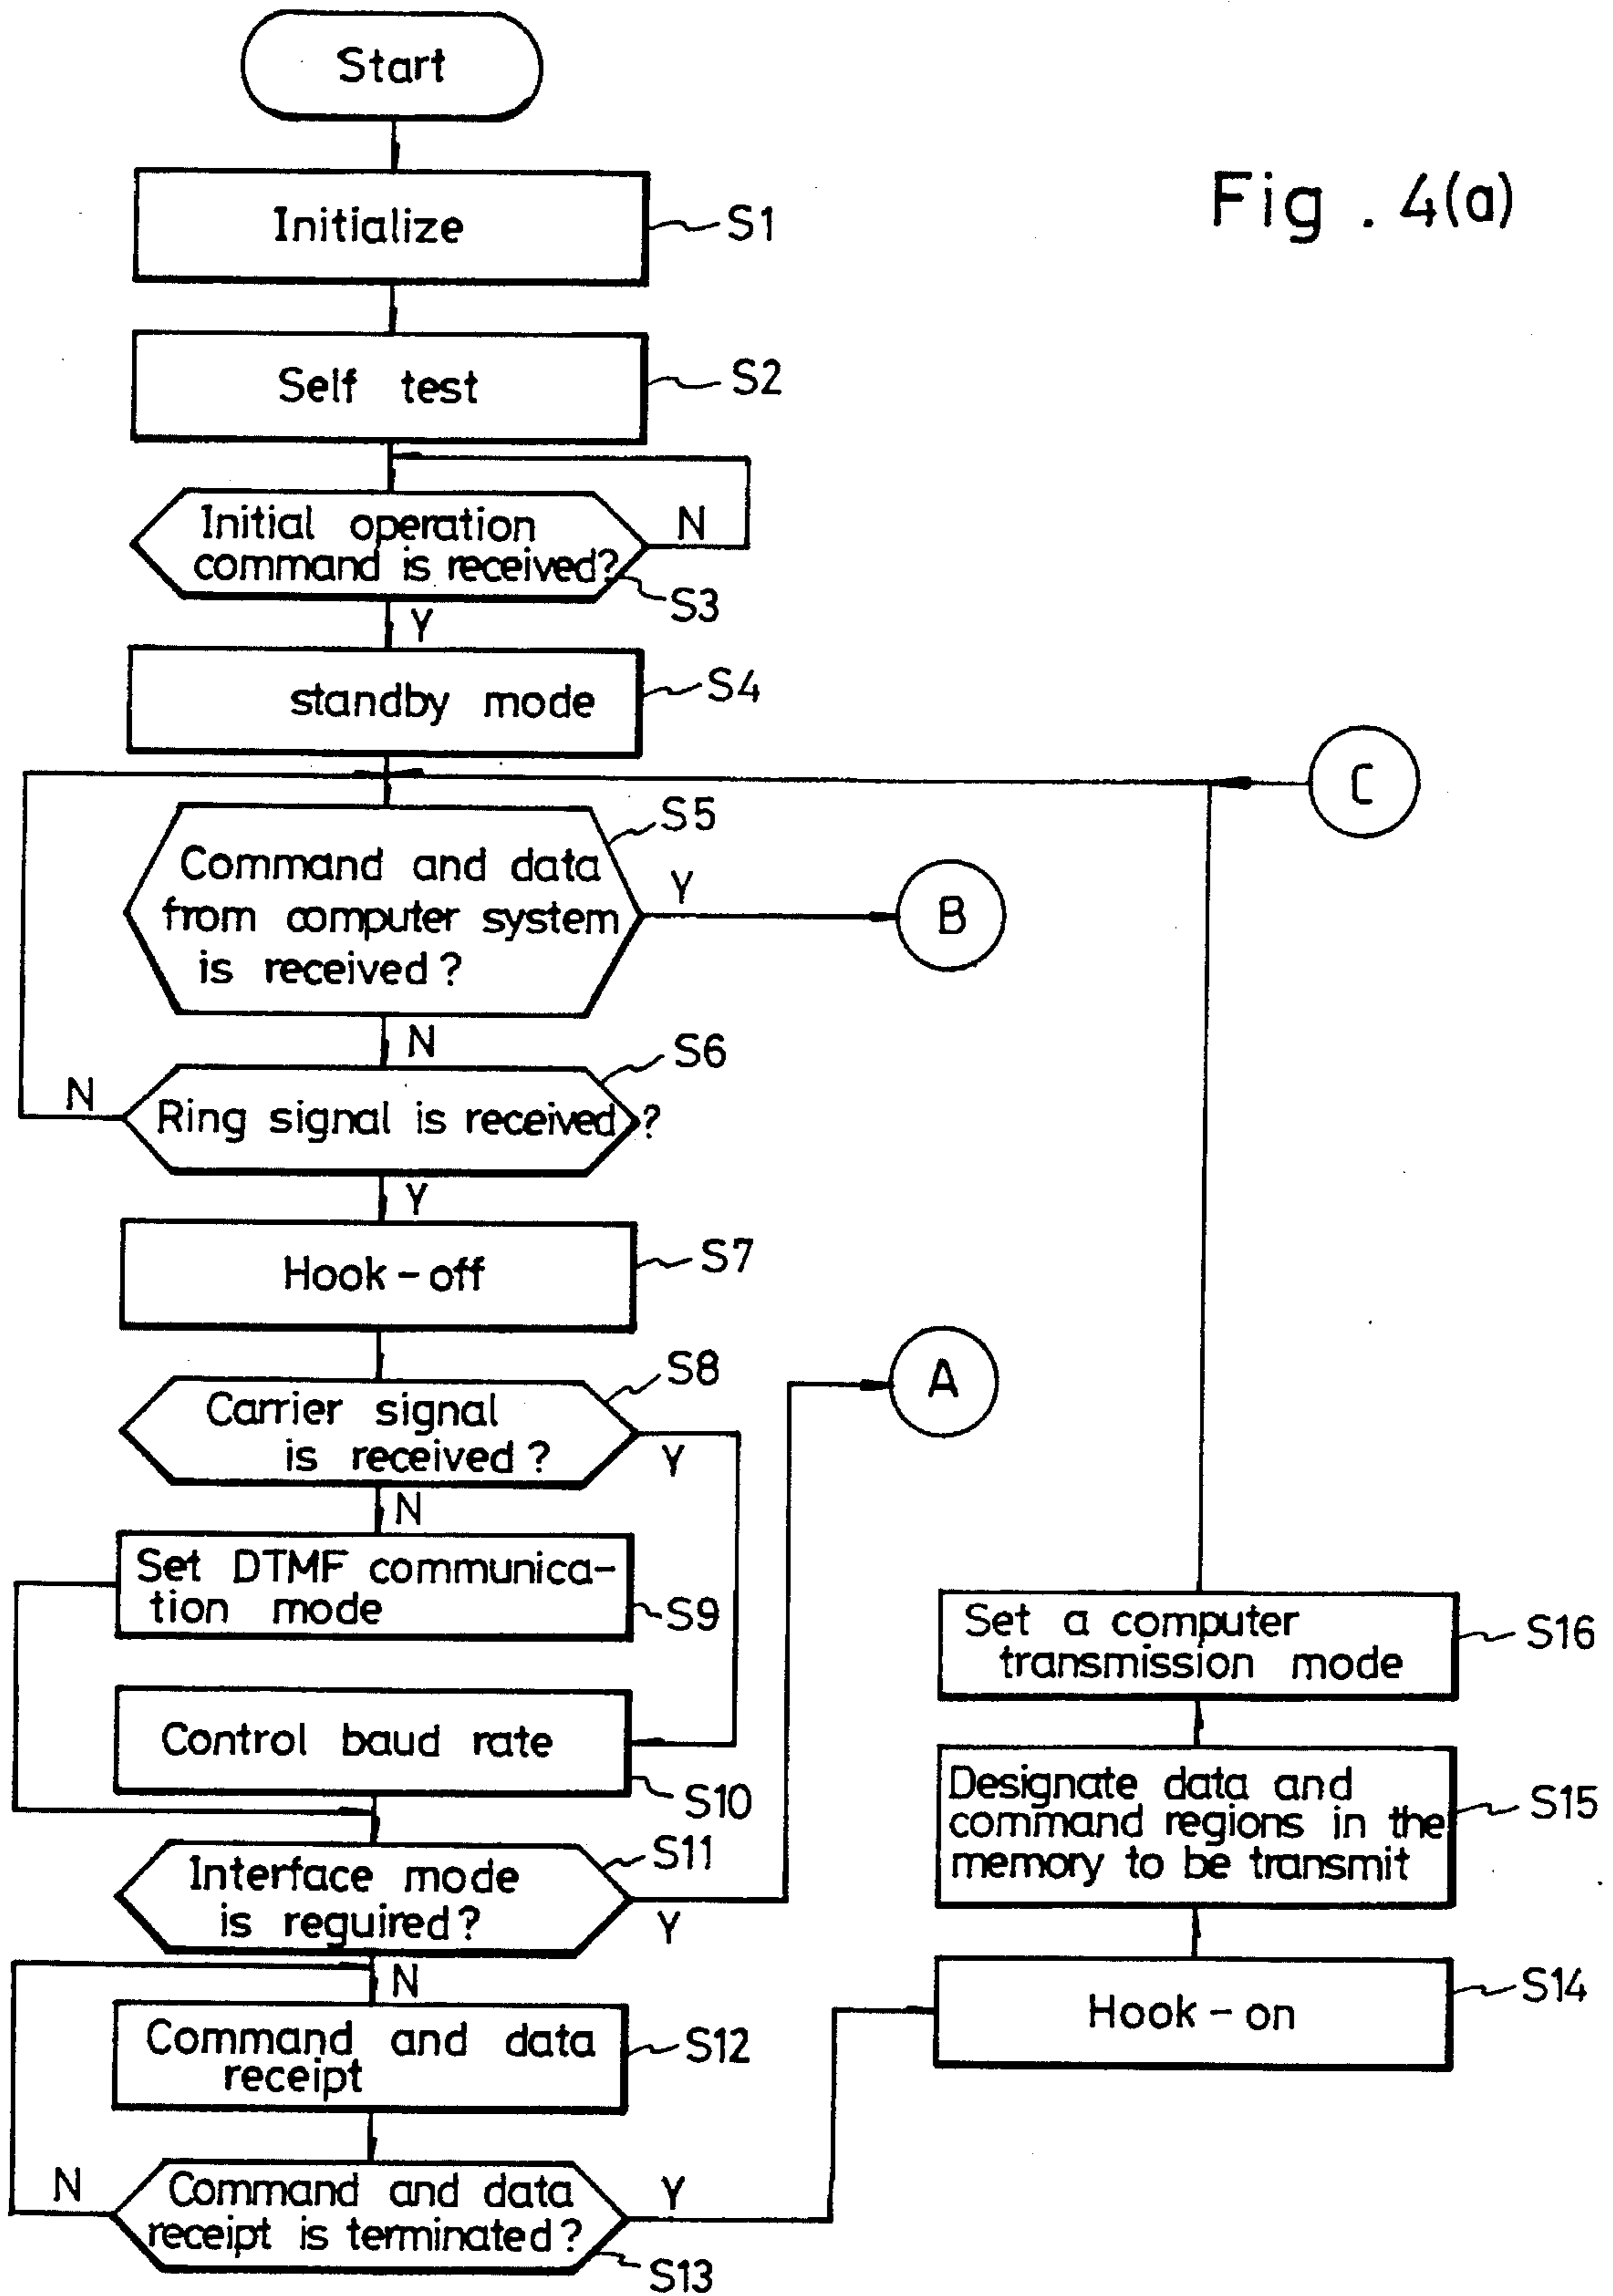 Start
Fig . 4(a)
Initialize
S1
Self test
S2
Initial operation
command is received?
N
S3
Y
standby mode
S4
C
S5
Command and data
from computer system
is received?
Y
B
N
S6
N
Ring signal is received?
Y
Hook-off
S7
A
S8
Carrier signal
is received?
Y
N
Set DTMF communica-
tion mode
S9
Set a computer
transmission mode
S16
Control baud rate
S10
Designate data and
command regions in the
memory to be transmit
S15
S11
Interface mode
is reguired?
Y
N
Hook-on
S14
Command and data
receipt
S12
N
Command and data
receipt is terminated?
Y
S13